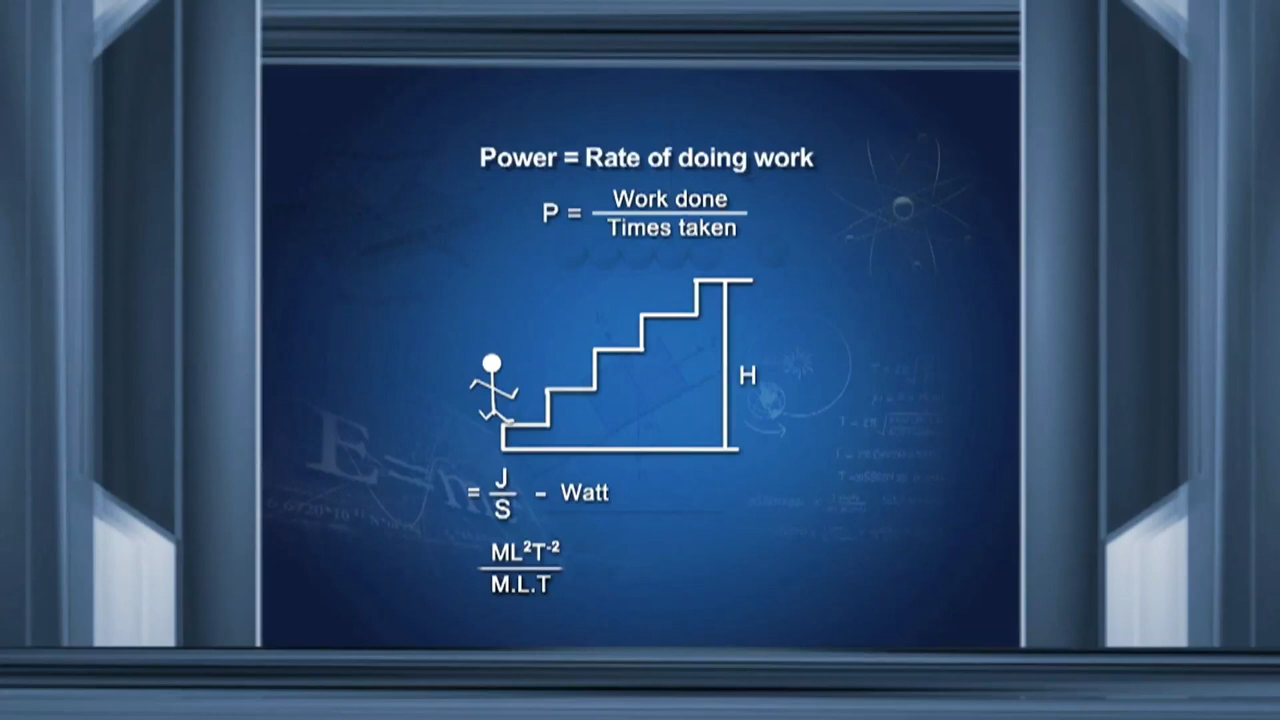 Power = Rate of doing work
P = Work done
Times taken
H
= J
S
- Watt
ML²T⁻²
M.L.T